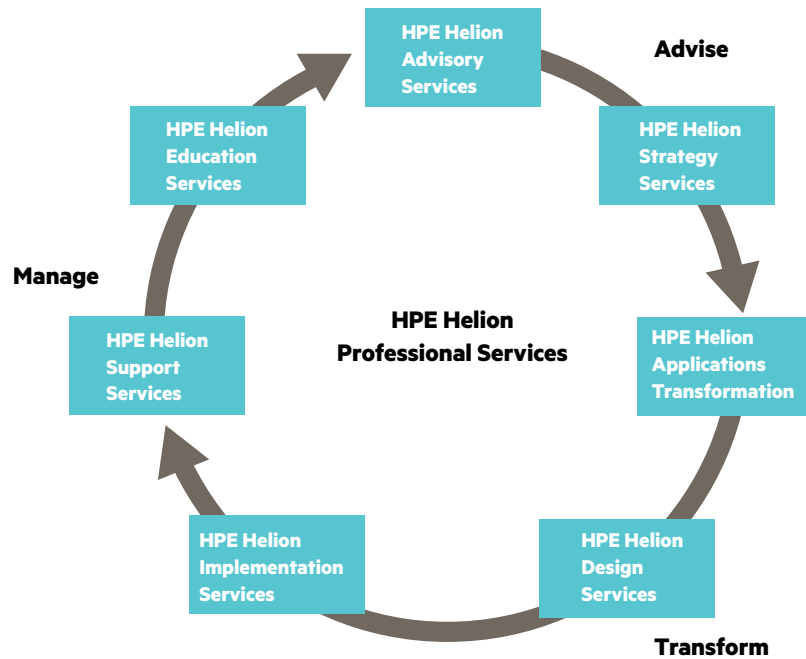 HPE Helion
Advisory
Services
Advise
HPE Helion
Strategy
Services
HPE Helion
Applications
Transformation
HPE Helion
Design
Services
Transform
HPE Helion
Implementation
Services
HPE Helion
Support
Services
Manage
HPE Helion
Education
Services
HPE Helion
Professional Services